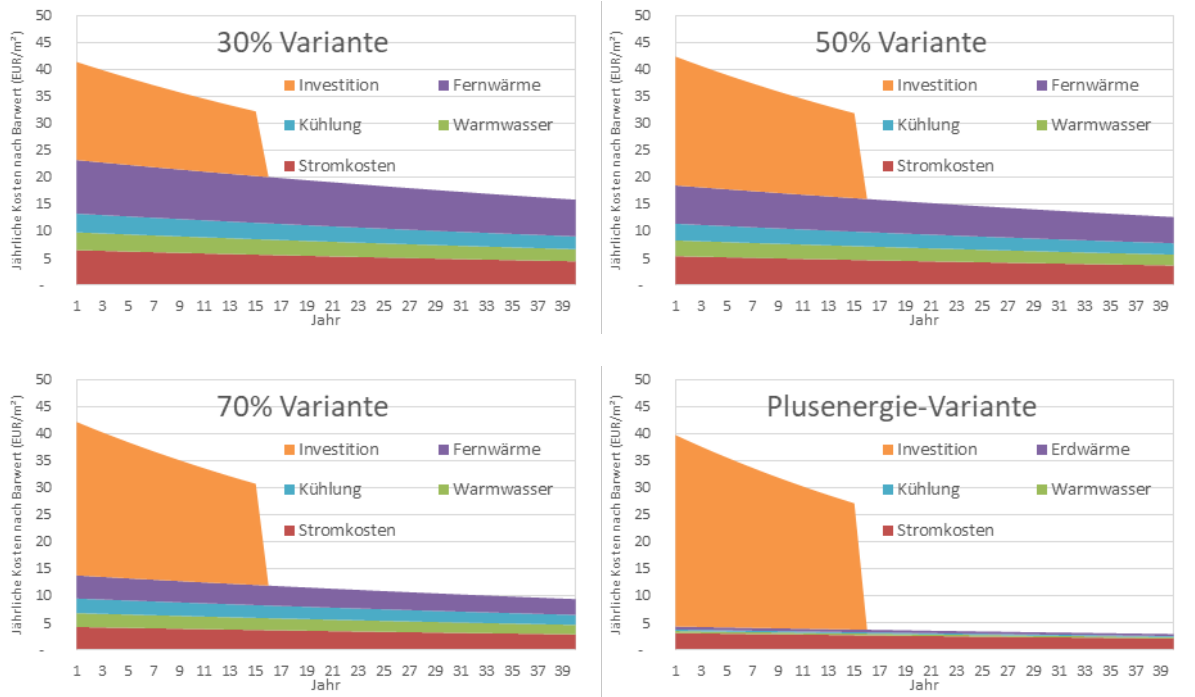 30% Variante
Jährliche Kosten nach Barwert (EUR/m²)
50
45
40
35
30
25
20
15
10
5
-
Investition Fernwärme
Kühlung Warmwasser
Stromkosten
1 3 5 7 9 11 13 15 17 19 21 23 25 27 29 31 33 35 37 39
Jahr
50% Variante
Jährliche Kosten nach Barwert (EUR/m²)
50
45
40
35
30
25
20
15
10
5
-
Investition Fernwärme
Kühlung Warmwasser
Stromkosten
1 3 5 7 9 11 13 15 17 19 21 23 25 27 29 31 33 35 37 39
Jahr
70% Variante
Jährliche Kosten nach Barwert (EUR/m²)
50
45
40
35
30
25
20
15
10
5
-
Investition Fernwärme
Kühlung Warmwasser
Stromkosten
1 3 5 7 9 11 13 15 17 19 21 23 25 27 29 31 33 35 37 39
Jahr
Plusenergie-Variante
Jährliche Kosten nach Barwert (EUR/m²)
50
45
40
35
30
25
20
15
10
5
-
Investition Erdwärme
Kühlung Warmwasser
Stromkosten
1 3 5 7 9 11 13 15 17 19 21 23 25 27 29 31 33 35 37 39
Jahr